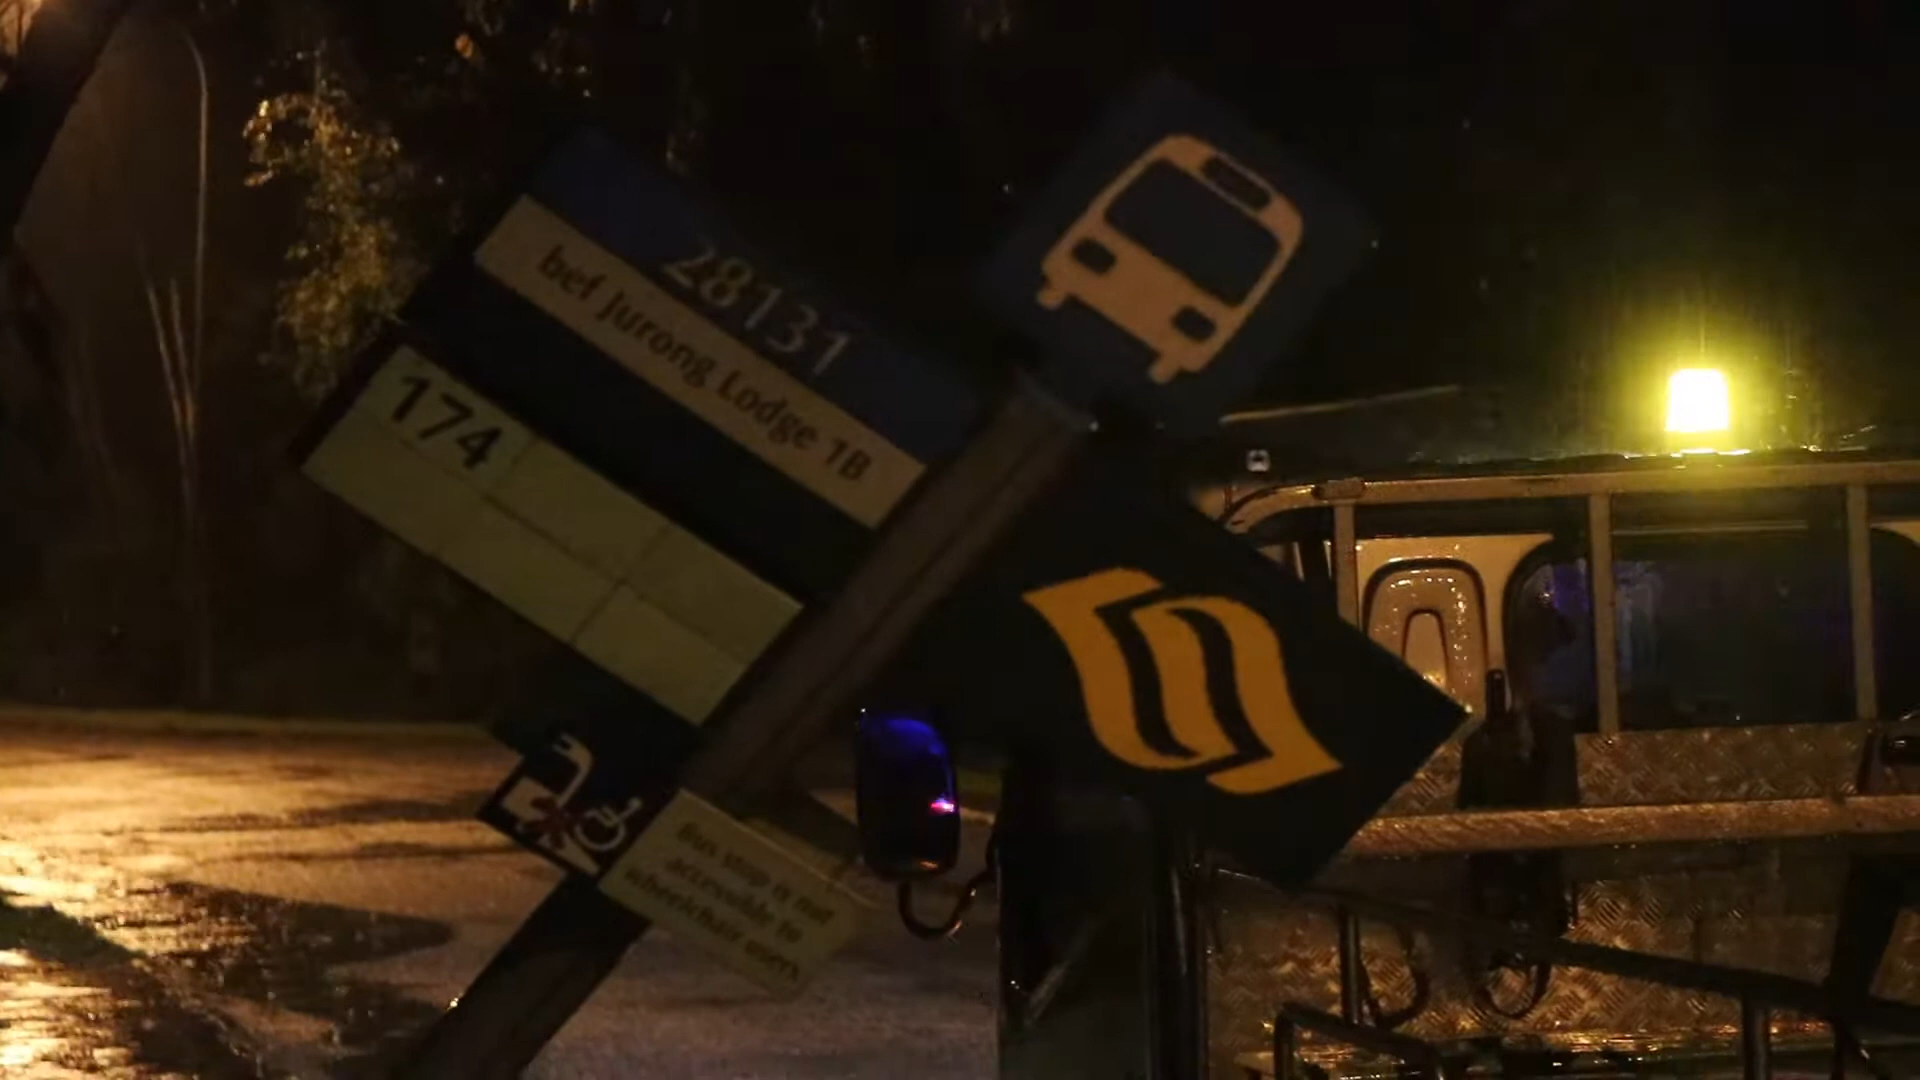 28131
bef Jurong Lodge 1B
174
Bus stop is not
accessible to
wheelchair users